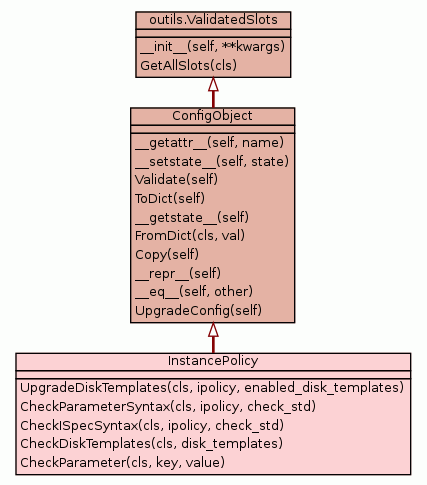 outils.ValidatedSlots
__init__(self, **kwargs)
GetAllSlots(cls)
ConfigObject
__getattr__(self, name)
__setstate__(self, state)
Validate(self)
ToDict(self)
__getstate__(self)
FromDict(cls, val)
Copy(self)
__repr__(self)
__eq__(self, other)
UpgradeConfig(self)
InstancePolicy
UpgradeDiskTemplates(cls, ipolicy, enabled_disk_templates)
CheckParameterSyntax(cls, ipolicy, check_std)
CheckISpecSyntax(cls, ipolicy, check_std)
CheckDiskTemplates(cls, disk_templates)
CheckParameter(cls, key, value)